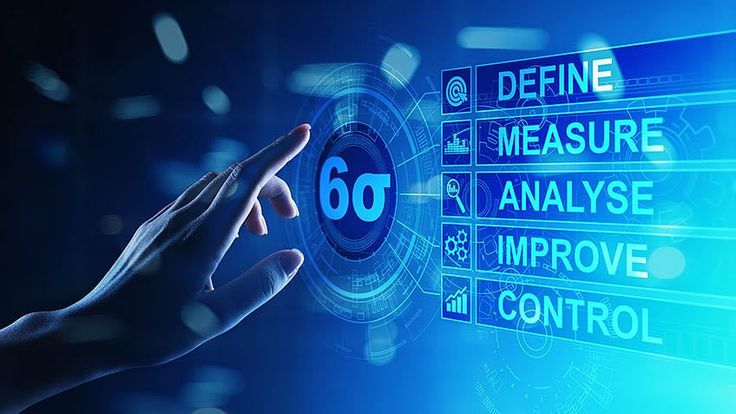 6σ
DEFINE
MEASURE
ANALYSE
IMPROVE
CONTROL